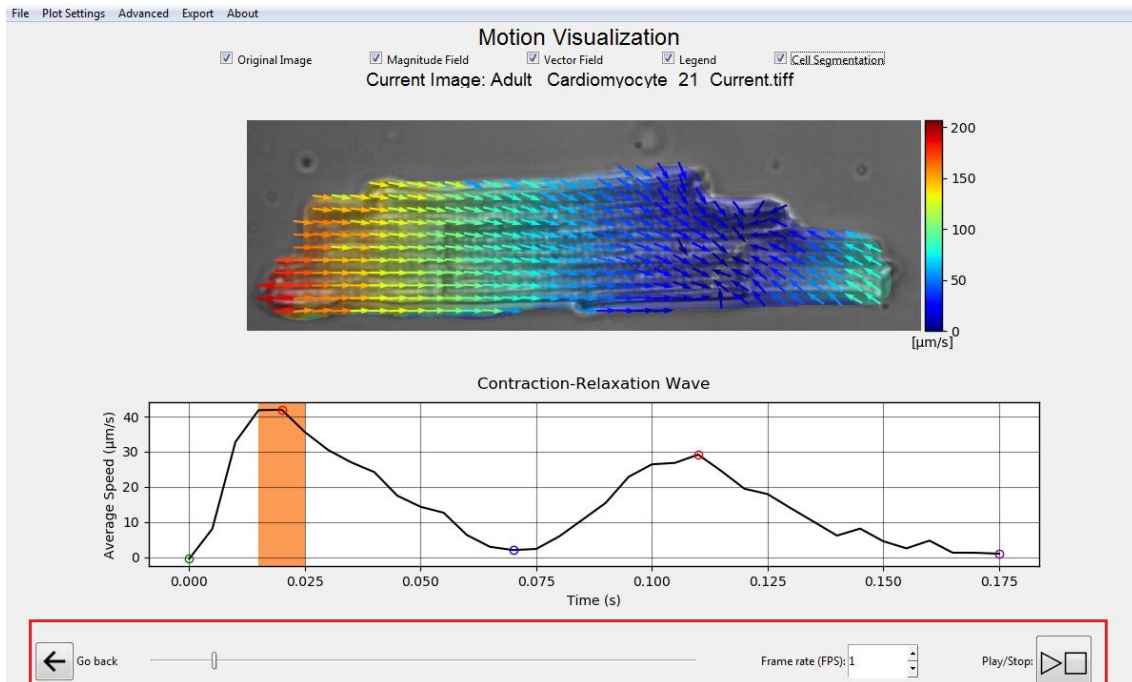 File Plot Settings Advanced Export About
Motion Visualization
Original Image Magnitude Field Vector Field Legend Cell Segmentation
Current Image: Adult Cardiomyocyte 21 Current.tiff
200
150
100
50
0
[µm/s]
Contraction-Relaxation Wave
Average Speed (µm/s)
40
30
20
10
0
0.000 0.025 0.050 0.075 0.100 0.125 0.150 0.175
Time (s)
Go back Frame rate (FPS): 1 Play/Stop: